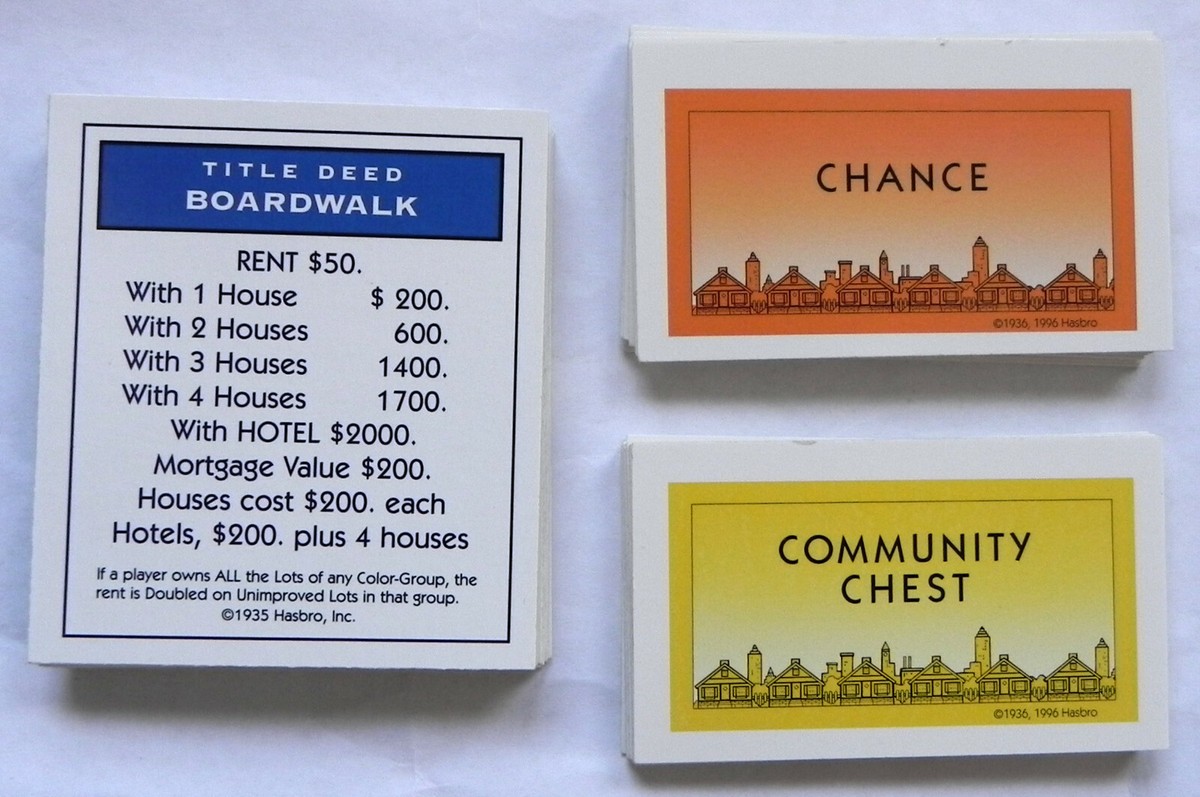 TITLE DEED
BOARDWALK
RENT $50.
With 1 House $ 200.
With 2 Houses 600.
With 3 Houses 1400.
With 4 Houses 1700.
With HOTEL $2000.
Mortgage Value $200.
Houses cost $200. each
Hotels, $200. plus 4 houses
If a player owns ALL the Lots of any Color-Group, the
rent is Doubled on Unimproved Lots in that group.
©1935 Hasbro, Inc.
CHANCE
©1936, 1996 Hasbro
COMMUNITY
CHEST
©1936, 1996 Hasbro